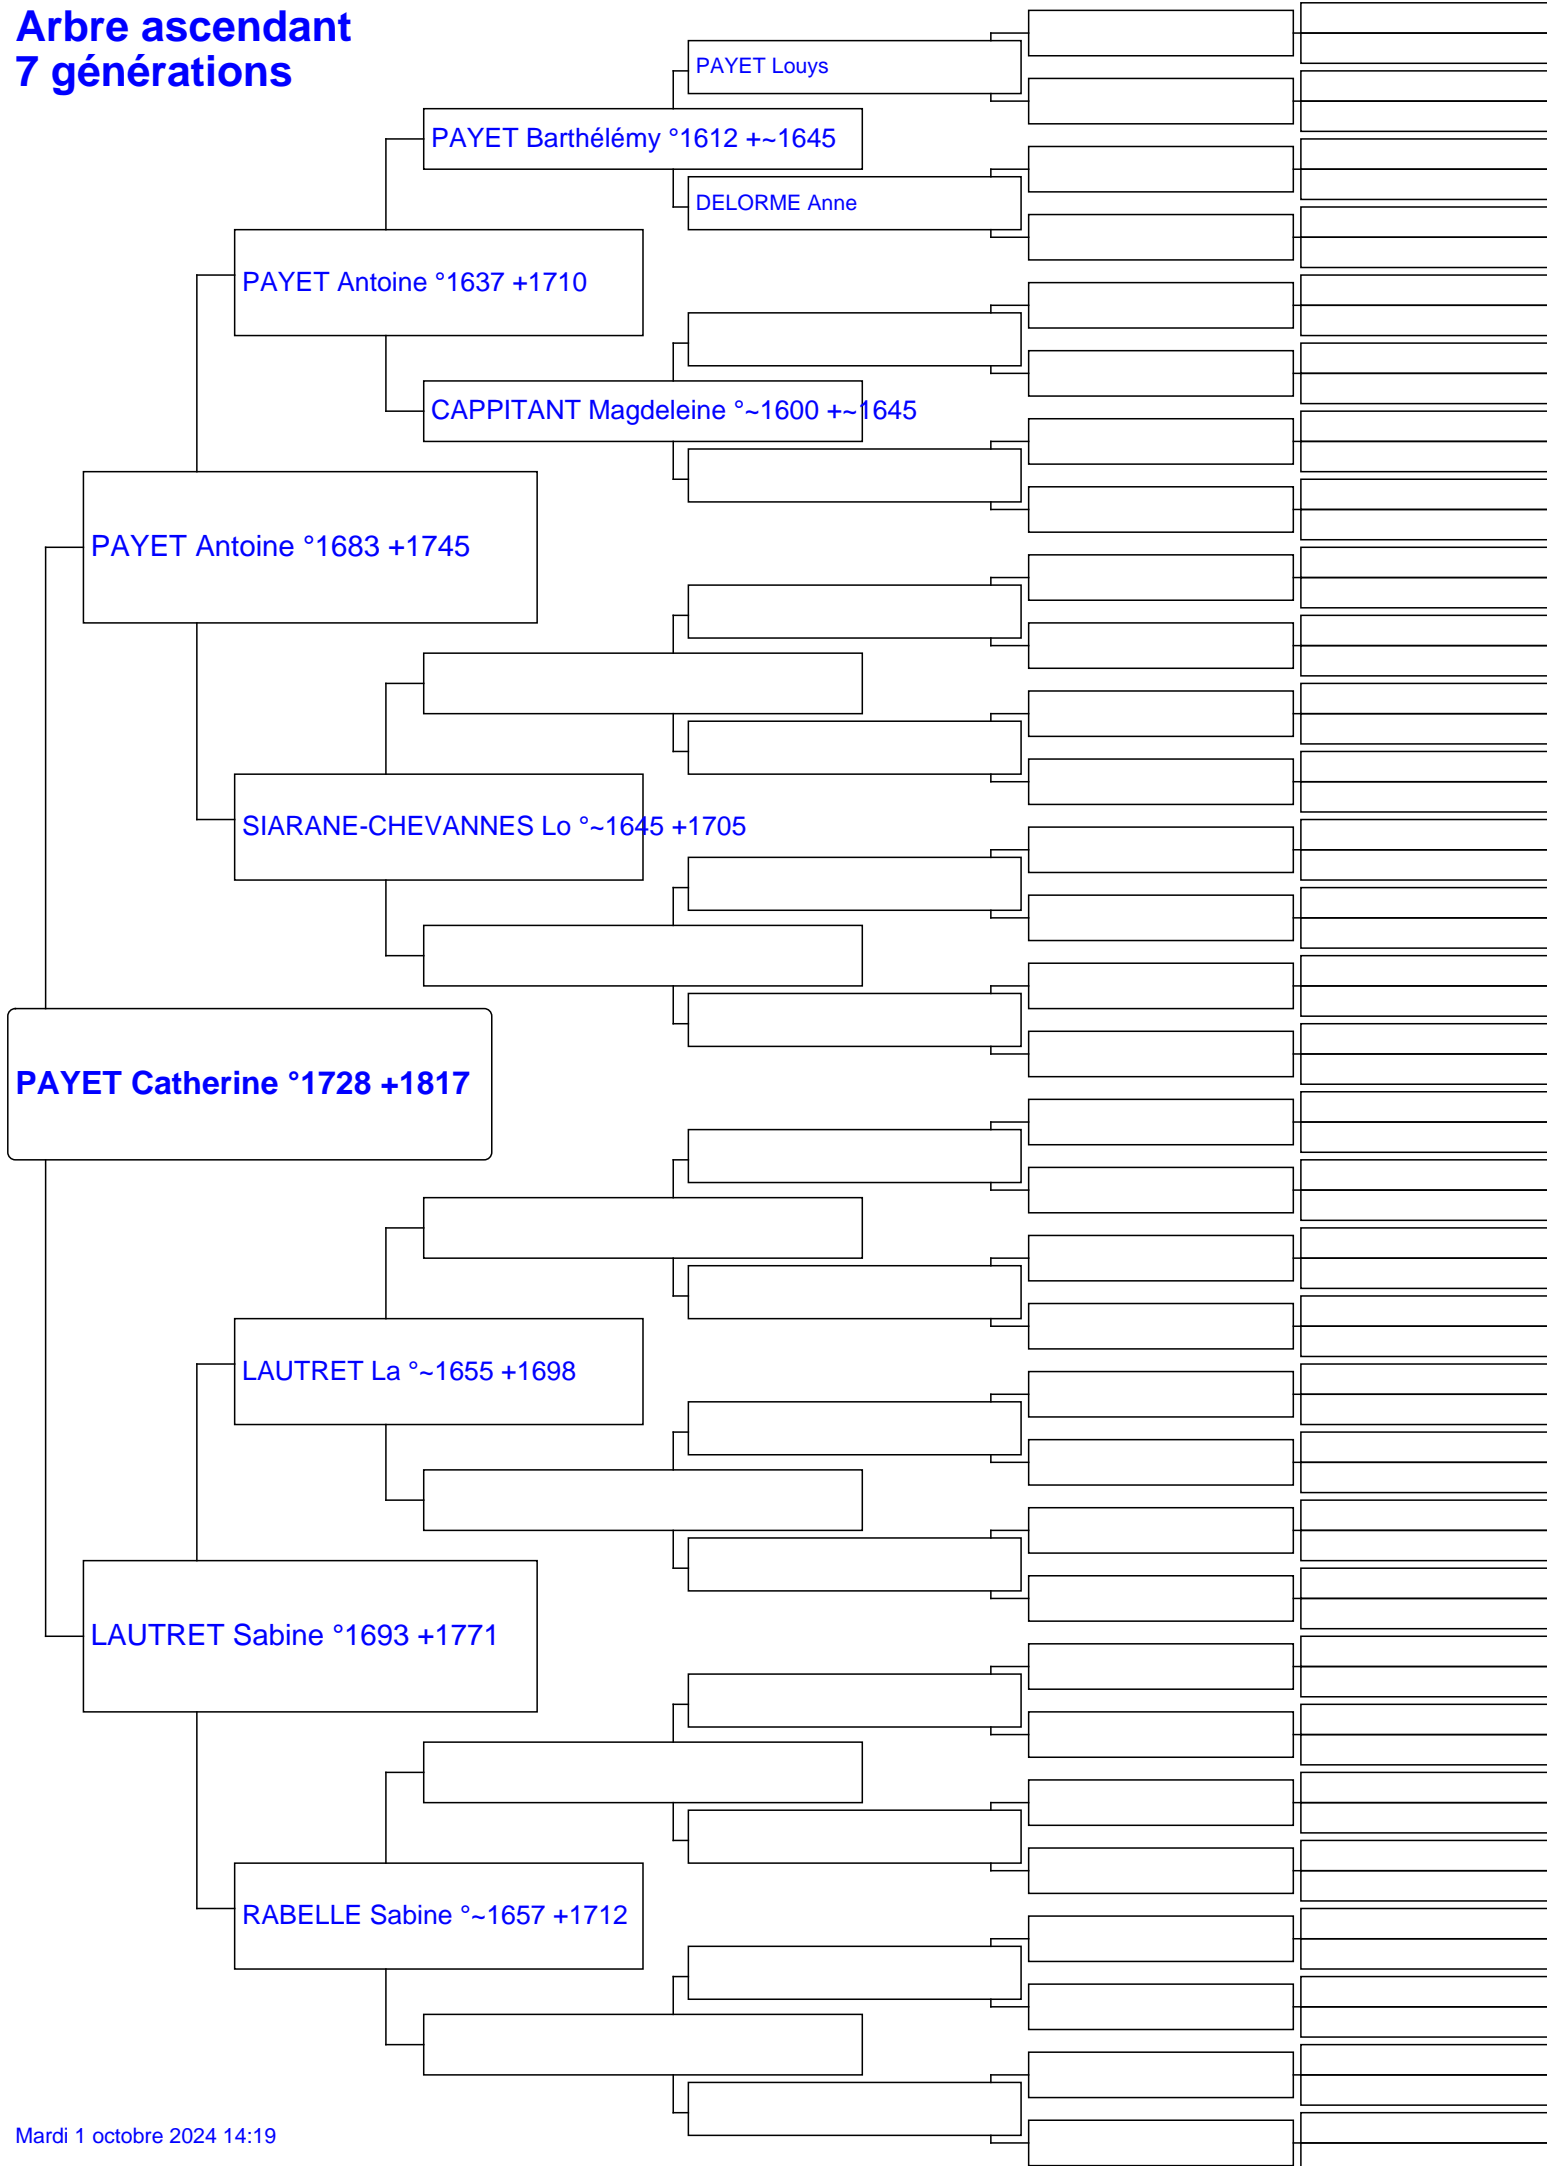 Arbre ascendant
7 générations
PAYET Louys
PAYET Barthélémy °1612 +~1645
DELORME Anne
PAYET Antoine °1637 +1710
CAPPITANT Magdeleine °~1600 +~1645
PAYET Antoine °1683 +1745
SIARANE-CHEVANNES Lo °~1645 +1705
PAYET Catherine °1728 +1817
LAUTRET La °~1655 +1698
LAUTRET Sabine °1693 +1771
RABELLE Sabine °~1657 +1712
Mardi 1 octobre 2024 14:19